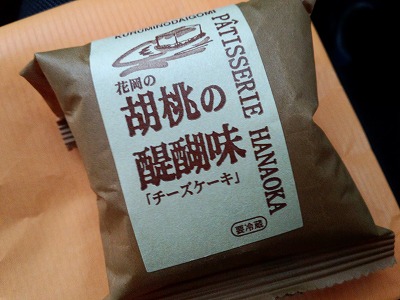 KURUMINODAIGOMI
PÂTISSERIE HANAOKA
花岡の
胡桃の
醍醐味
「チーズケーキ」
要冷蔵